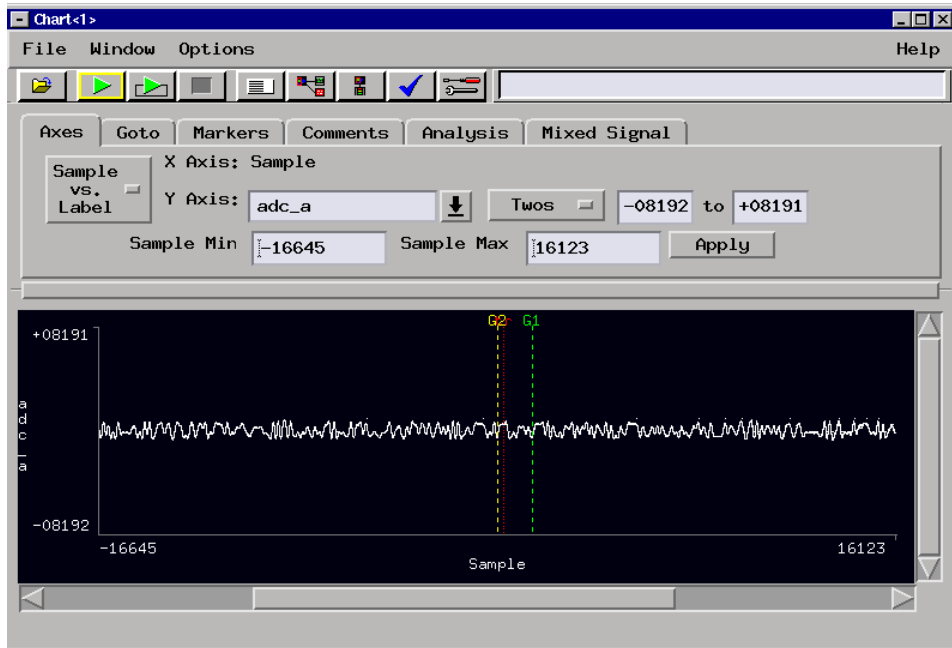 Chart<1>
File Window Options Help
Axes Goto Markers Comments Analysis Mixed Signal
Sample vs. Label
X Axis: Sample
Y Axis: adc_a Twos -08192 to +08191
Sample Min -16645 Sample Max 16123 Apply
G2 G1
+08191
adc_a
-08192
-16645 16123
Sample